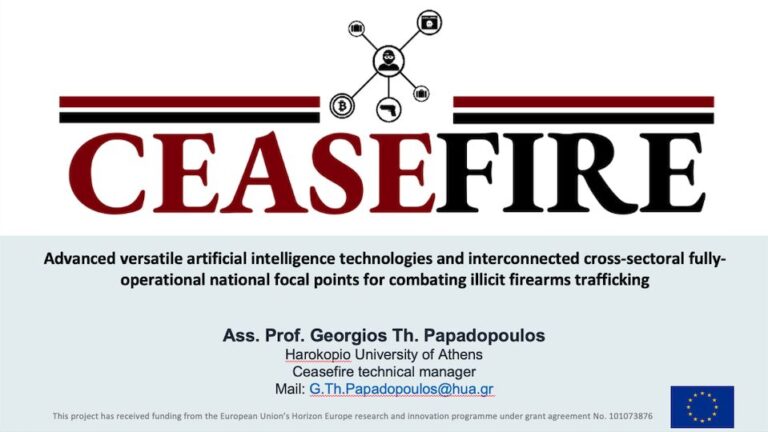 CEASEFIRE
Advanced versatile artificial intelligence technologies and interconnected cross-sectoral fully-
operational national focal points for combating illicit firearms trafficking
Ass. Prof. Georgios Th. Papadopoulos
Harokopio University of Athens
Ceasefire technical manager
Mail: G.Th.Papadopoulos@hua.gr
This project has received funding from the European Union's Horizon Europe research and innovation programme under grant agreement No. 101073876